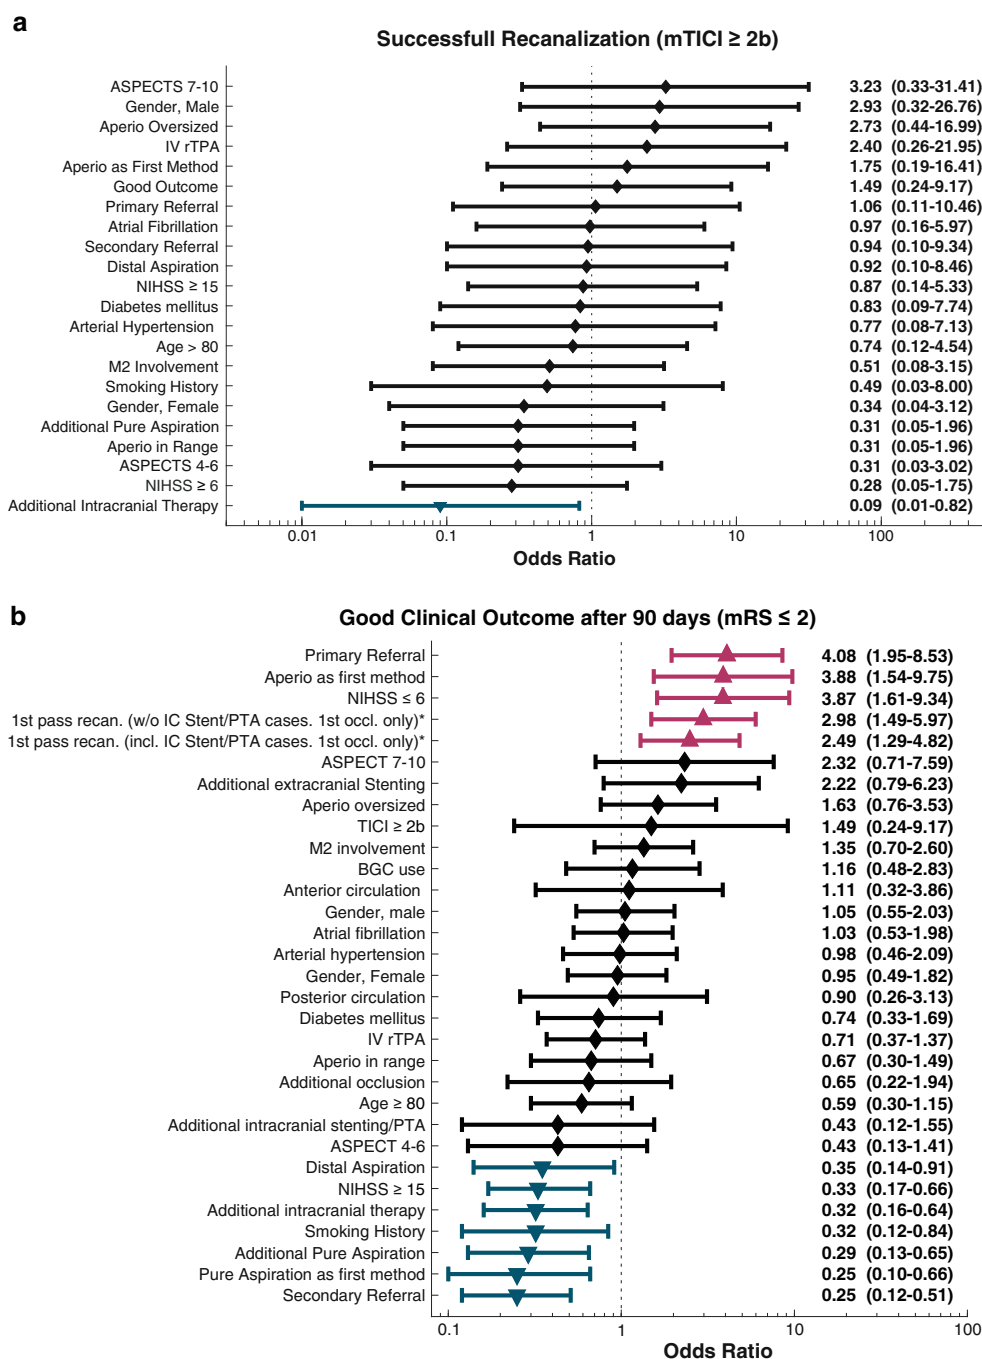 a
Successfull Recanalization (mTICI ≥ 2b)
ASPECTS 7-10 3.23 (0.33-31.41)
Gender, Male 2.93 (0.32-26.76)
Aperio Oversized 2.73 (0.44-16.99)
IV rTPA 2.40 (0.26-21.95)
Aperio as First Method 1.75 (0.19-16.41)
Good Outcome 1.49 (0.24-9.17)
Primary Referral 1.06 (0.11-10.46)
Atrial Fibrillation 0.97 (0.16-5.97)
Secondary Referral 0.94 (0.10-9.34)
Distal Aspiration 0.92 (0.10-8.46)
NIHSS ≥ 15 0.87 (0.14-5.33)
Diabetes mellitus 0.83 (0.09-7.74)
Arterial Hypertension 0.77 (0.08-7.13)
Age > 80 0.74 (0.12-4.54)
M2 Involvement 0.51 (0.08-3.15)
Smoking History 0.49 (0.03-8.00)
Gender, Female 0.34 (0.04-3.12)
Additional Pure Aspiration 0.31 (0.05-1.96)
Aperio in Range 0.31 (0.05-1.96)
ASPECTS 4-6 0.31 (0.03-3.02)
NIHSS ≥ 6 0.28 (0.05-1.75)
Additional Intracranial Therapy 0.09 (0.01-0.82)
0.01 0.1 1 10 100
Odds Ratio
b
Good Clinical Outcome after 90 days (mRS ≤ 2)
Primary Referral 4.08 (1.95-8.53)
Aperio as first method 3.88 (1.54-9.75)
NIHSS ≤ 6 3.87 (1.61-9.34)
1st pass recan. (w/o IC Stent/PTA cases. 1st occl. only)* 2.98 (1.49-5.97)
1st pass recan. (incl. IC Stent/PTA cases. 1st occl. only)* 2.49 (1.29-4.82)
ASPECT 7-10 2.32 (0.71-7.59)
Additional extracranial Stenting 2.22 (0.79-6.23)
Aperio oversized 1.63 (0.76-3.53)
TICI ≥ 2b 1.49 (0.24-9.17)
M2 involvement 1.35 (0.70-2.60)
BGC use 1.16 (0.48-2.83)
Anterior circulation 1.11 (0.32-3.86)
Gender, male 1.05 (0.55-2.03)
Atrial fibrillation 1.03 (0.53-1.98)
Arterial hypertension 0.98 (0.46-2.09)
Gender, Female 0.95 (0.49-1.82)
Posterior circulation 0.90 (0.26-3.13)
Diabetes mellitus 0.74 (0.33-1.69)
IV rTPA 0.71 (0.37-1.37)
Aperio in range 0.67 (0.30-1.49)
Additional occlusion 0.65 (0.22-1.94)
Age ≥ 80 0.59 (0.30-1.15)
Additional intracranial stenting/PTA 0.43 (0.12-1.55)
ASPECT 4-6 0.43 (0.13-1.41)
Distal Aspiration 0.35 (0.14-0.91)
NIHSS ≥ 15 0.33 (0.17-0.66)
Additional intracranial therapy 0.32 (0.16-0.64)
Smoking History 0.32 (0.12-0.84)
Additional Pure Aspiration 0.29 (0.13-0.65)
Pure Aspiration as first method 0.25 (0.10-0.66)
Secondary Referral 0.25 (0.12-0.51)
0.1 1 10 100
Odds Ratio